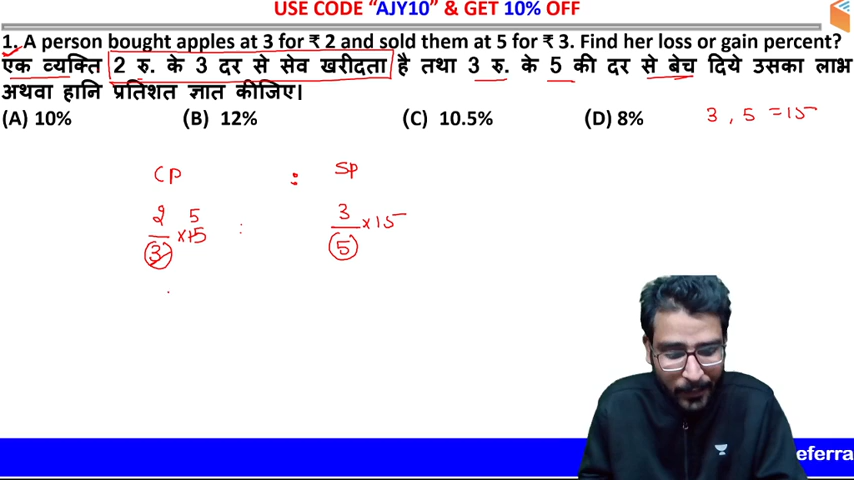 USE CODE “AJY10” & GET 10% OFF
1. A person bought apples at 3 for ₹ 2 and sold them at 5 for ₹ 3. Find her loss or gain percent?
एक व्यक्ति 2 रु. के 3 दर से सेव खरीदता है तथा 3 रु. के 5 की दर से बेच दिये उसका लाभ
अथवा हानि प्रतिशत ज्ञात कीजिए।
(A) 10% (B) 12% (C) 10.5% (D) 8% 3, 5 = 15
CP : SP
2 5 3
×15 : ×15
3 5
eferra